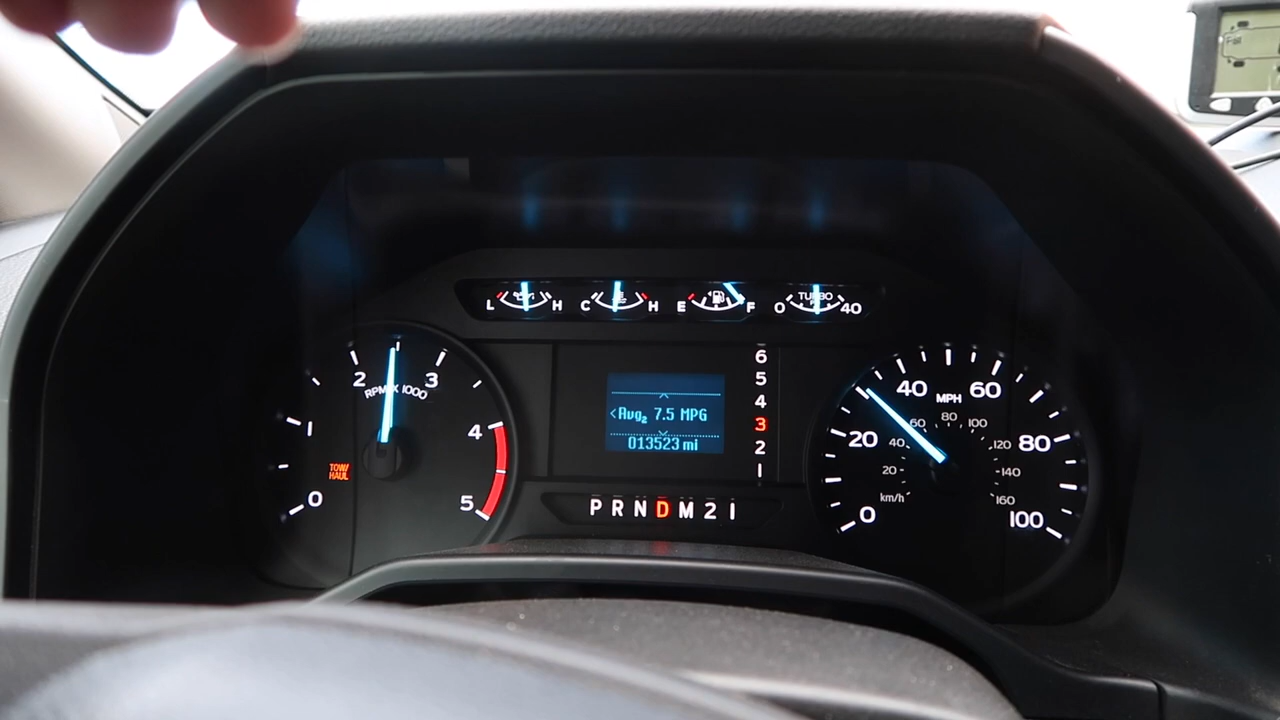 L H C H E F 0 TURBO 40
2 3
RPM X 1000
1 4
TOW/
HAUL
0 5
<Avg2 7.5 MPG
013523 mi
6
5
4
3
2
1
P R N D M 2 1
40 60
MPH
20 80
0 100
60 80 100
40 120
20 140
km/h 160